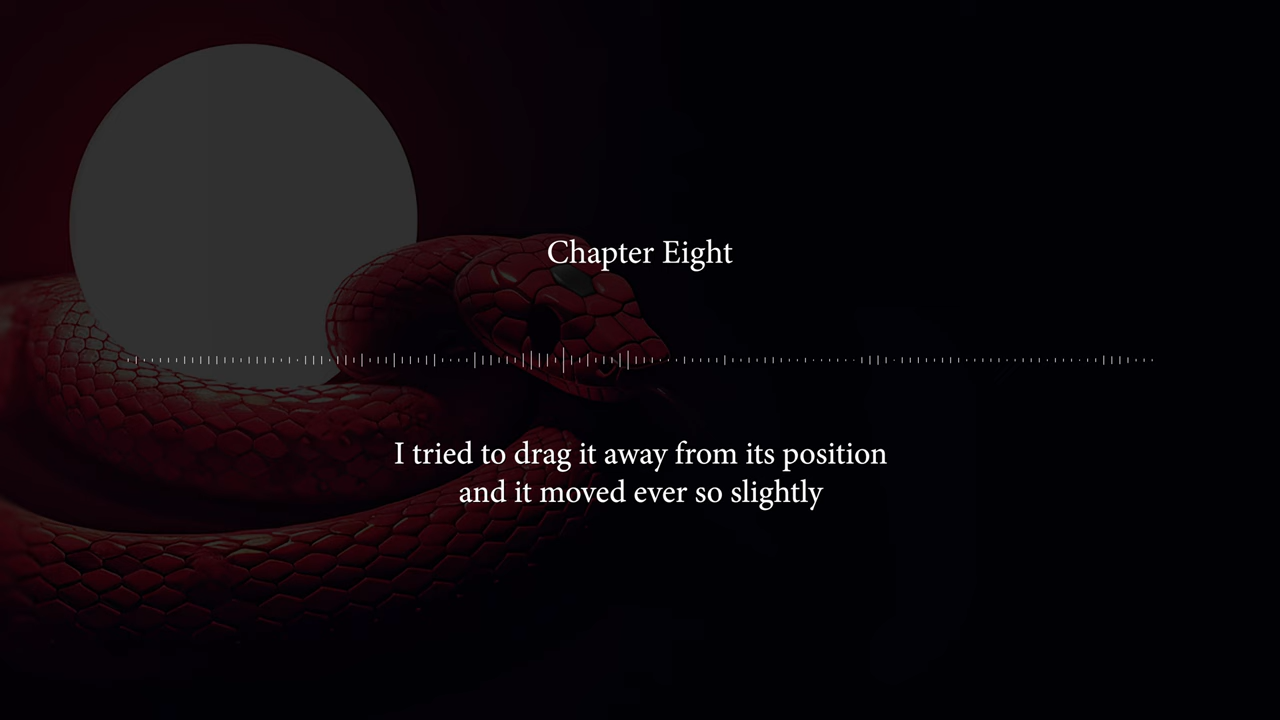 Chapter Eight
I tried to drag it away from its position
and it moved ever so slightly